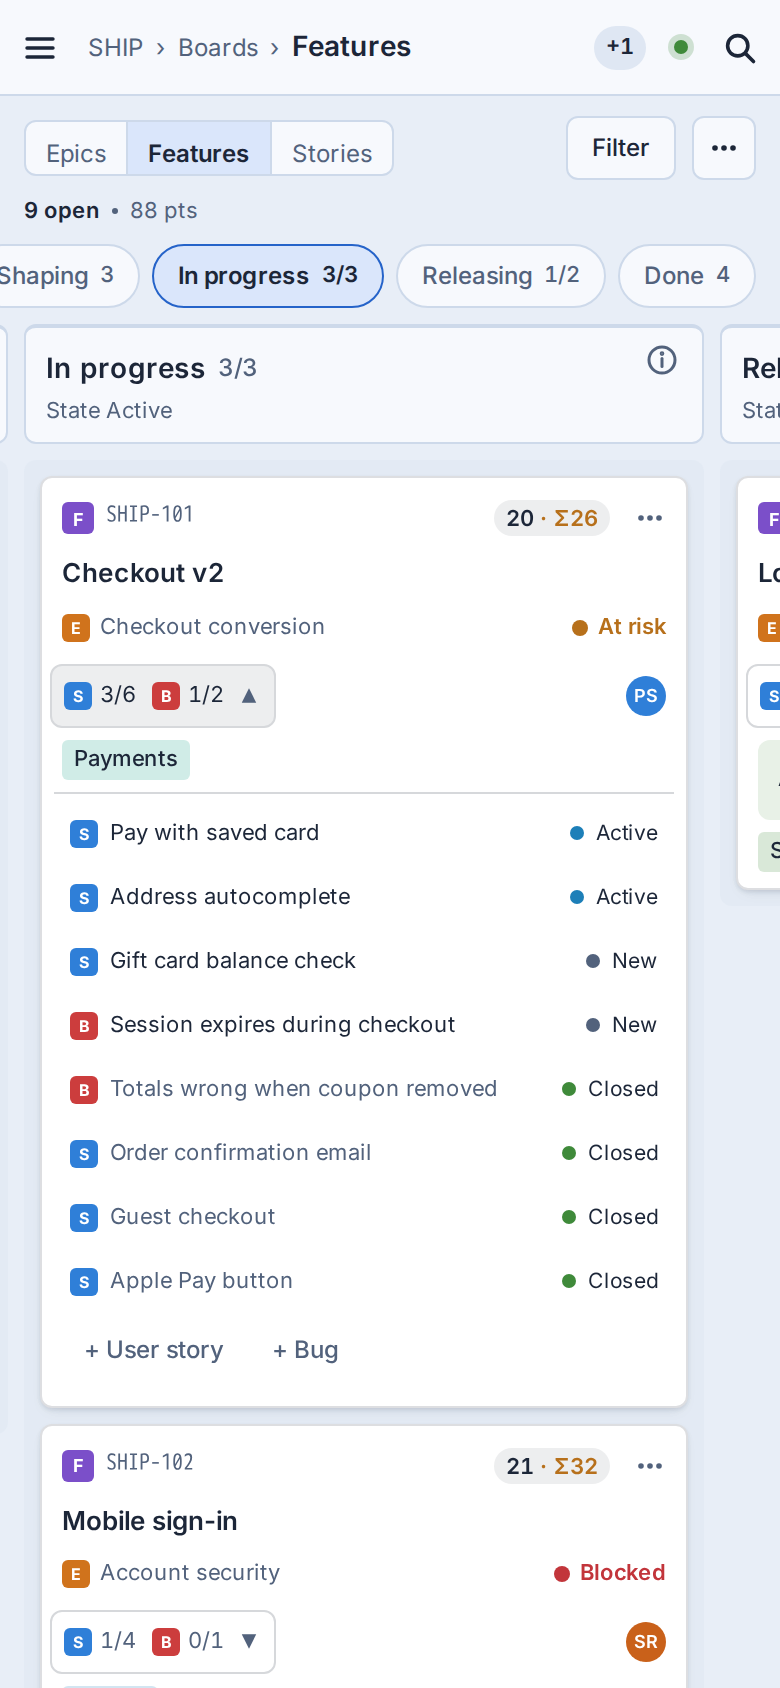 SHIP › Boards › Features +1
Epics Features Stories Filter
9 open • 88 pts
Shaping 3 In progress 3/3 Releasing 1/2 Done 4
In progress 3/3
State Active
F SHIP-101 20 · Σ26
Checkout v2
E Checkout conversion At risk
S 3/6 B 1/2 ▲ PS
Payments
S Pay with saved card Active
S Address autocomplete Active
S Gift card balance check New
B Session expires during checkout New
B Totals wrong when coupon removed Closed
S Order confirmation email Closed
S Guest checkout Closed
S Apple Pay button Closed
+ User story + Bug
F SHIP-102 21 · Σ32
Mobile sign-in
E Account security Blocked
S 1/4 B 0/1 ▼ SR